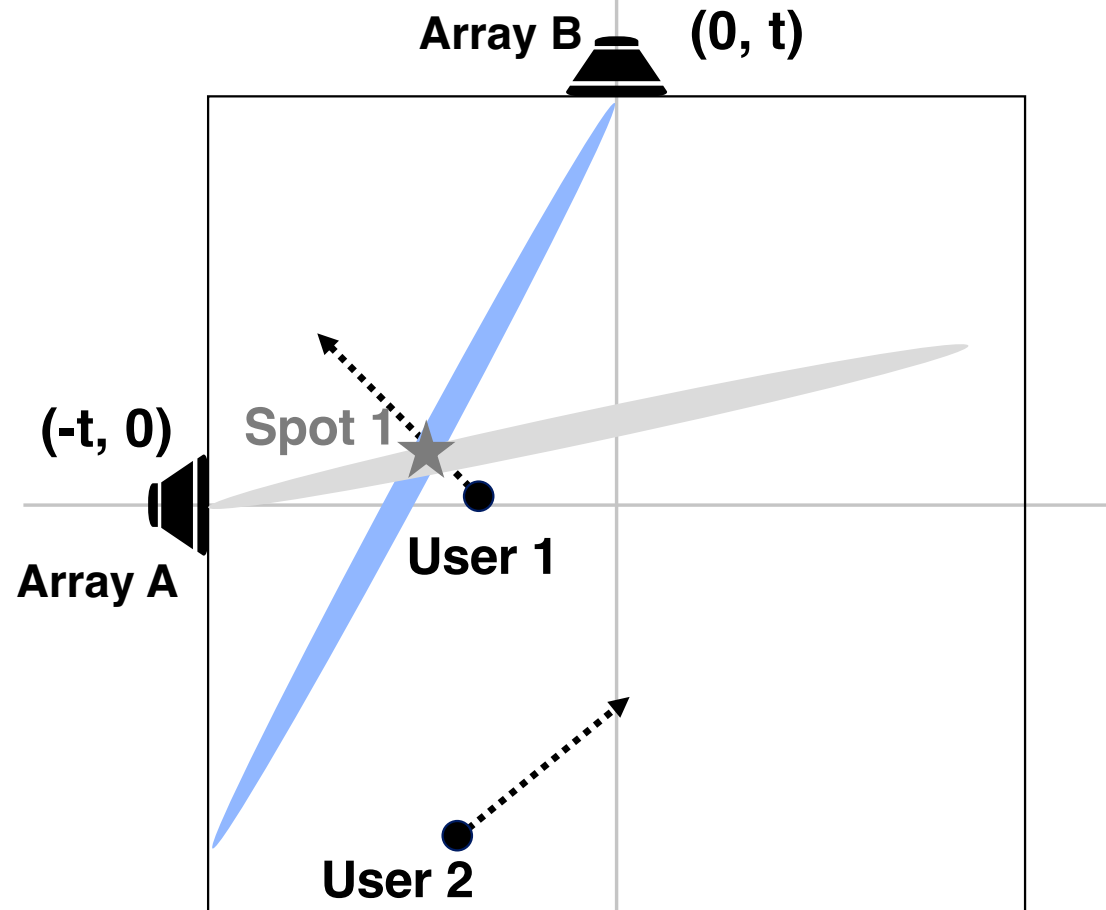 Array B
(0, t)
(-t, 0)
Spot 1
Array A
User 1
User 2